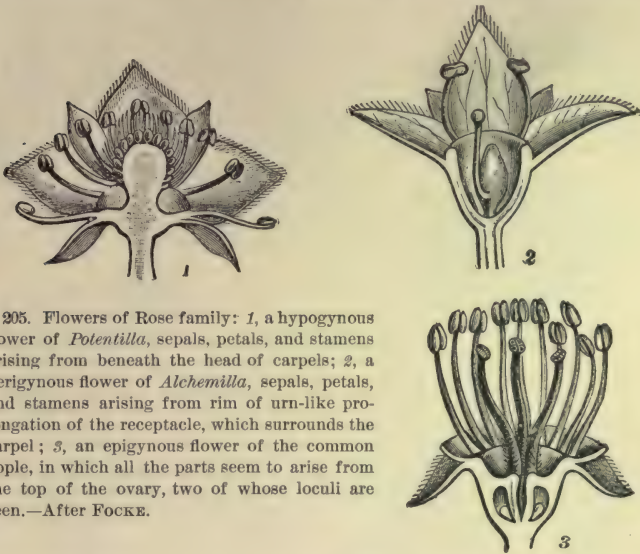 205. Flowers of Rose family: 1, a hypogynous
ower of Potentilla, sepals, petals, and stamens
rising from beneath the head of carpels; 2, a
erigynous flower of Alchemilla, sepals, petals,
nd stamens arising from rim of urn-like pro-
ngation of the receptacle, which surrounds the
arpel; 3, an epigynous flower of the common
pple, in which all the parts seem to arise from
he top of the ovary, two of whose loculi are
een.—After FOCKE.
1
2
3